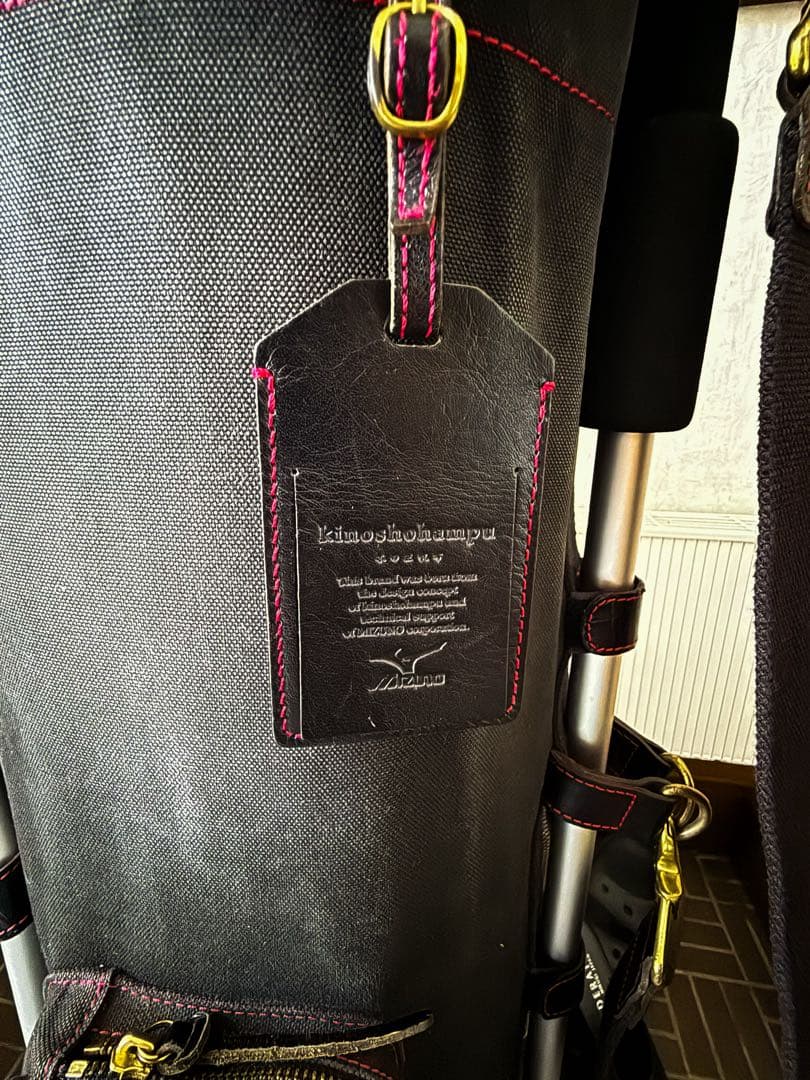 kinoshohampu
This brand was born from
the design concept
of kinoshohampu and
technical support
of MIZUNO corporation.
MIZUNO